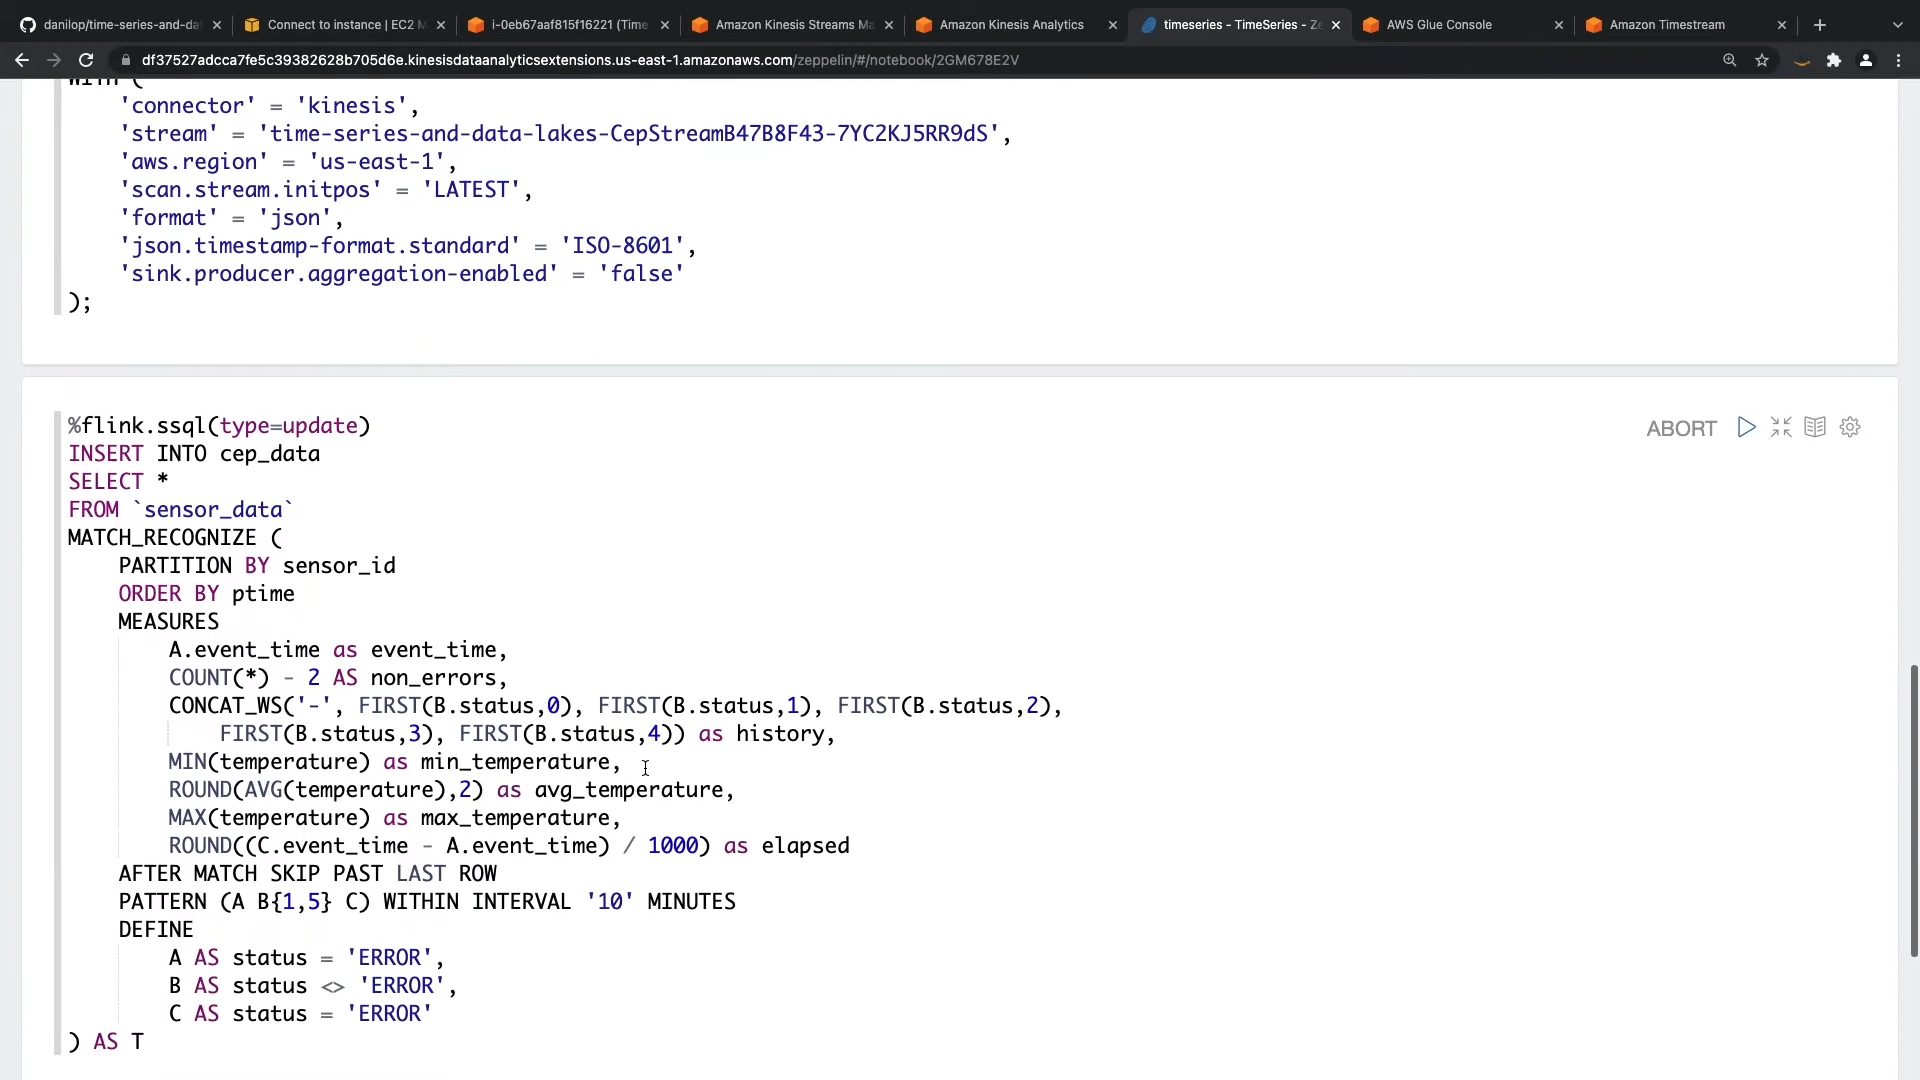 danilop/time-series-and-dat
Connect to instance | EC2 M
i-0eb67aaf815f16221 (Time
Amazon Kinesis Streams Ma
Amazon Kinesis Analytics
timeseries - TimeSeries - Ze
AWS Glue Console
Amazon Timestream
df37527adcca7fe5c39382628b705d6e.kinesisdataanalyticsextensions.us-east-1.amazonaws.com/zeppelin/#/notebook/2GM678E2V
WITH (
'connector' = 'kinesis',
'stream' = 'time-series-and-data-lakes-CepStreamB47B8F43-7YC2KJ5RR9dS',
'aws.region' = 'us-east-1',
'scan.stream.initpos' = 'LATEST',
'format' = 'json',
'json.timestamp-format.standard' = 'ISO-8601',
'sink.producer.aggregation-enabled' = 'false'
);
%flink.ssql(type=update)
ABORT
INSERT INTO cep_data
SELECT *
FROM `sensor_data`
MATCH_RECOGNIZE (
PARTITION BY sensor_id
ORDER BY ptime
MEASURES
A.event_time as event_time,
COUNT(*) - 2 AS non_errors,
CONCAT_WS('-', FIRST(B.status,0), FIRST(B.status,1), FIRST(B.status,2),
FIRST(B.status,3), FIRST(B.status,4)) as history,
MIN(temperature) as min_temperature,
ROUND(AVG(temperature),2) as avg_temperature,
MAX(temperature) as max_temperature,
ROUND((C.event_time - A.event_time) / 1000) as elapsed
AFTER MATCH SKIP PAST LAST ROW
PATTERN (A B{1,5} C) WITHIN INTERVAL '10' MINUTES
DEFINE
A AS status = 'ERROR',
B AS status <> 'ERROR',
C AS status = 'ERROR'
) AS T